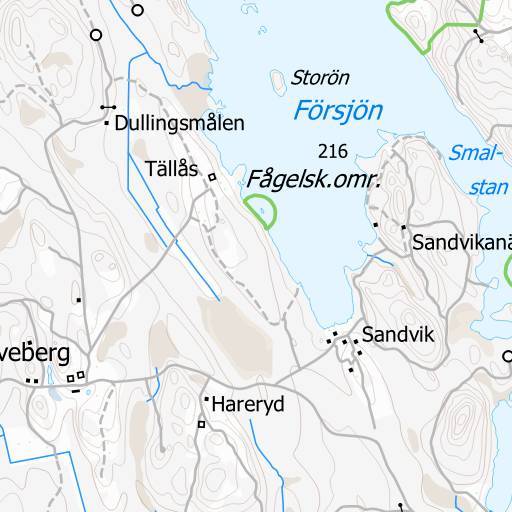 Storön
Försjön
Dullingsmålen
216
Smal-
stan
Tällås
Fågelsk.omr.
Sandvikanä
Sandvik
veberg
Hareryd